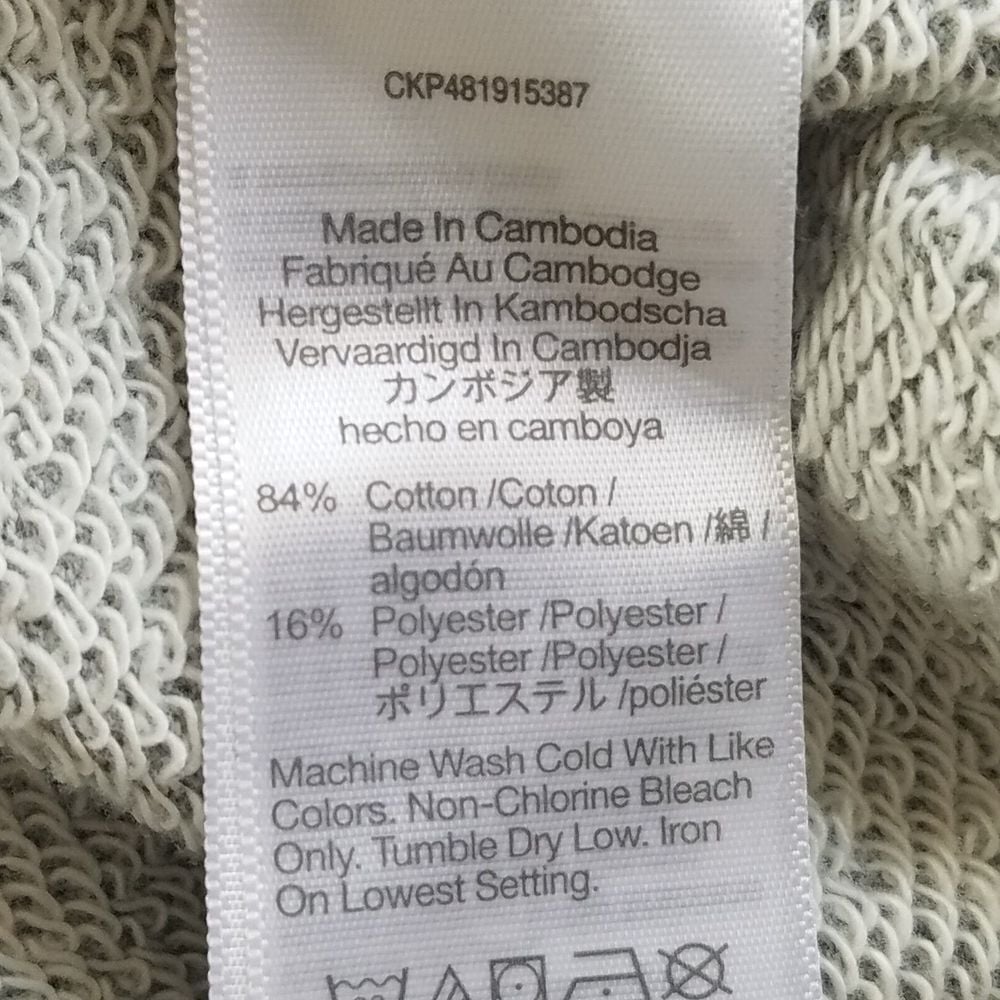 CKP481915387
Made In Cambodia
Fabriqué Au Cambodge
Hergestellt In Kambodscha
Vervaardigd In Cambodja
カンボジア製
hecho en camboya
84% Cotton /Coton /
Baumwolle /Katoen /綿 /
algodón
16% Polyester /Polyester /
Polyester /Polyester /
ポリエステル /poliéster
Machine Wash Cold With Like
Colors. Non-Chlorine Bleach
Only. Tumble Dry Low. Iron
On Lowest Setting.